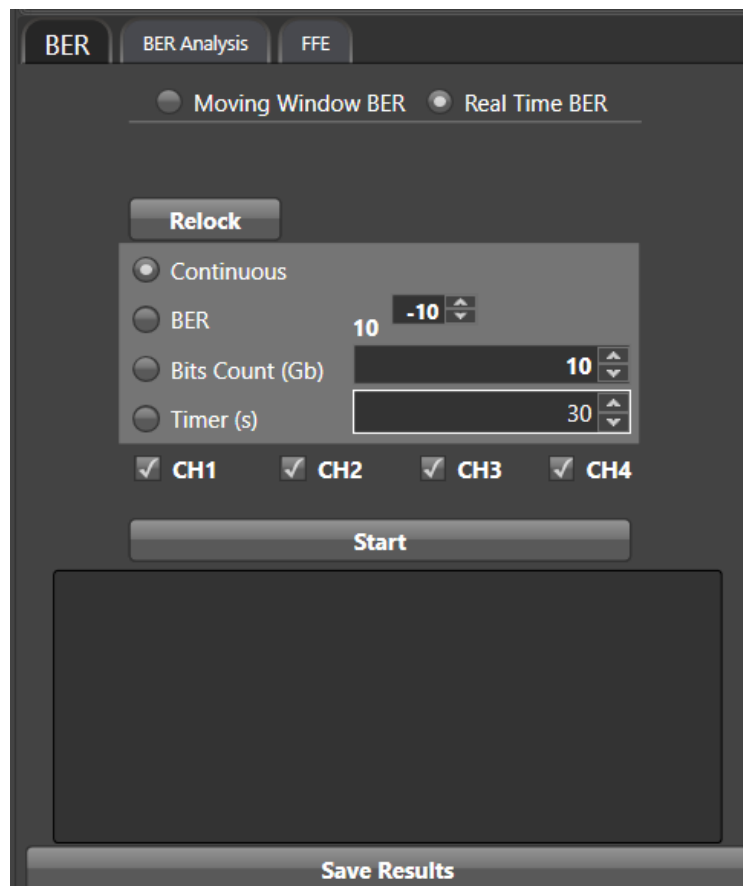 BER BER Analysis FFE
Moving Window BER Real Time BER
Relock
Continuous
BER 10 -10
Bits Count (Gb) 10
Timer (s) 30
CH1 CH2 CH3 CH4
Start
Save Results